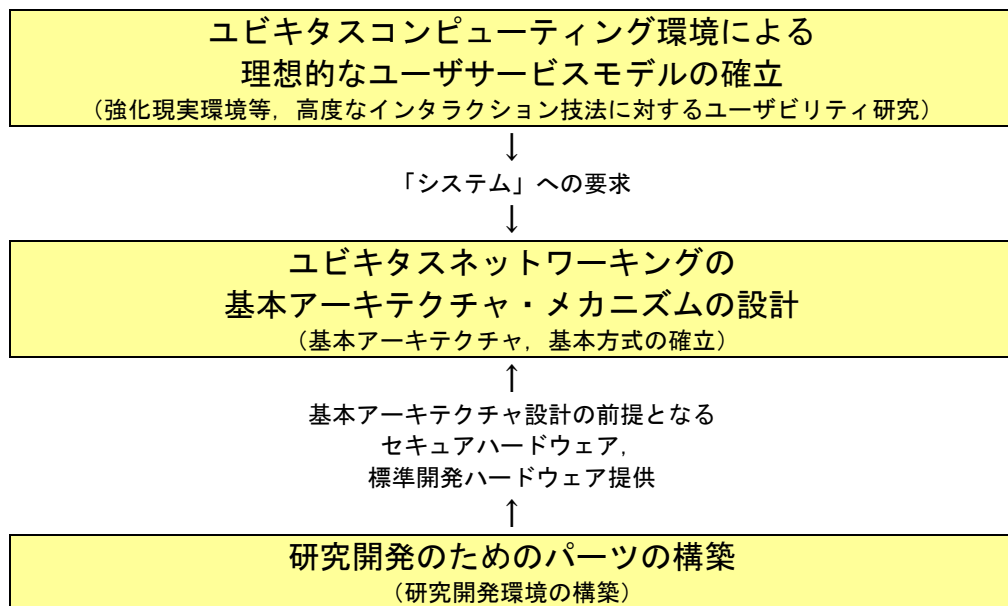 ユビキタスコンピューティング環境による
理想的なユーザサービスモデルの確立
（強化現実環境等，高度なインタラクション技法に対するユーザビリティ研究）
↓
「システム」への要求
↓
ユビキタスネットワーキングの
基本アーキテクチャ・メカニズムの設計
（基本アーキテクチャ，基本方式の確立）
↑
基本アーキテクチャ設計の前提となる
セキュアハードウェア，
標準開発ハードウェア提供
↑
研究開発のためのパーツの構築
（研究開発環境の構築）